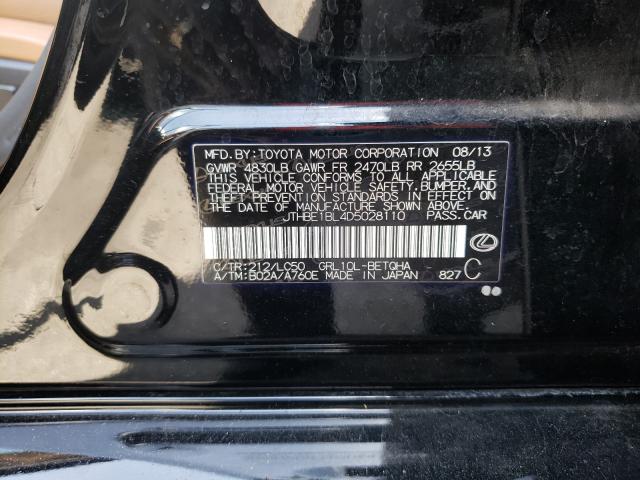 MFD.BY:TOYOTA MOTOR CORPORATION 08/13
GVWR 4830LB GAWR FR 2470LB RR 2655LB
THIS VEHICLE CONFORMS TO ALL APPLICABLE
FEDERAL MOTOR VEHICLE SAFETY, BUMPER, AND
THEFT PREVENTION STANDARDS IN EFFECT ON
THE DATE OF MANUFACTURE SHOWN ABOVE.
JTHBE1BL4D5028110 PASS.CAR
C/TR:212/LC50 GRL10L-BETQHA
A/TM:B02A/A760E MADE IN JAPAN 827 C